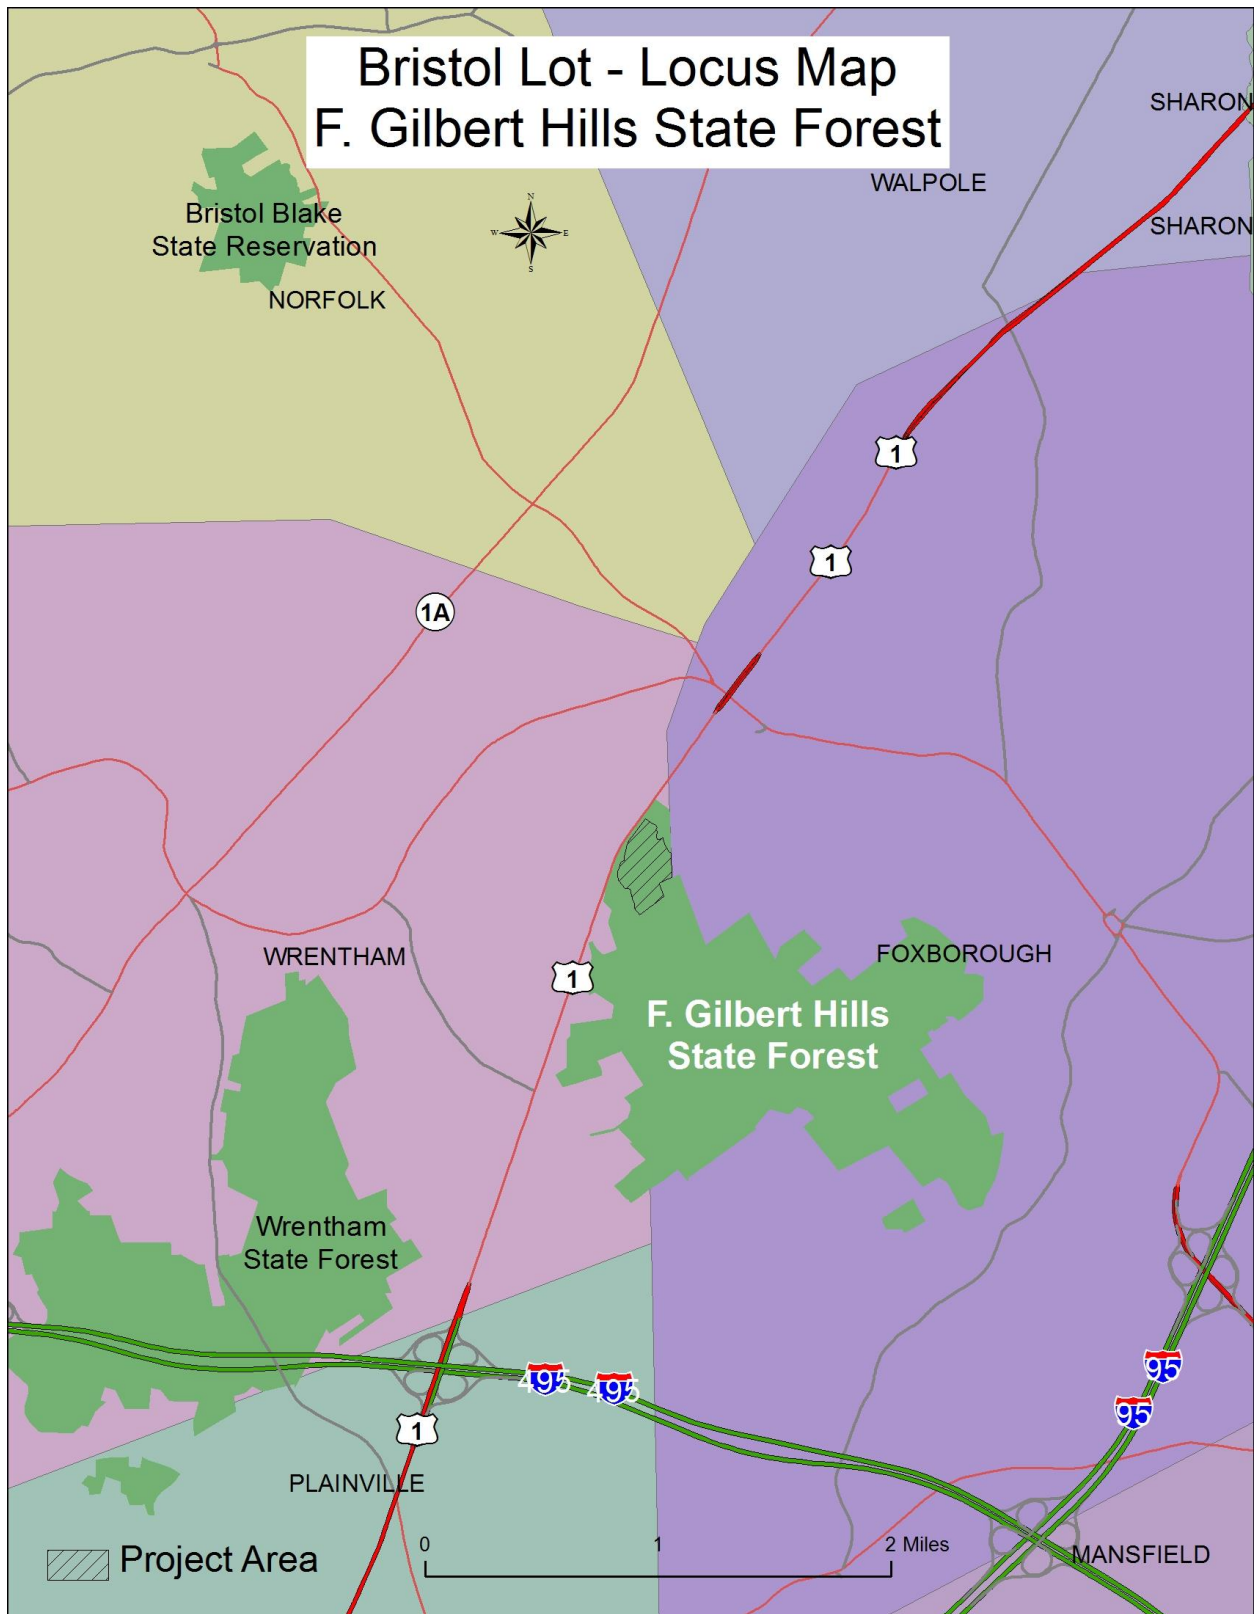 Bristol Lot - Locus Map
F. Gilbert Hills State Forest
SHARON
WALPOLE
SHARON
Bristol Blake
State Reservation
N
W
E
S
NORFOLK
1
1
1A
WRENTHAM
FOXBOROUGH
1
F. Gilbert Hills
State Forest
Wrentham
State Forest
495
495
95
95
1
PLAINVILLE
Project Area
0
1
2 Miles
MANSFIELD